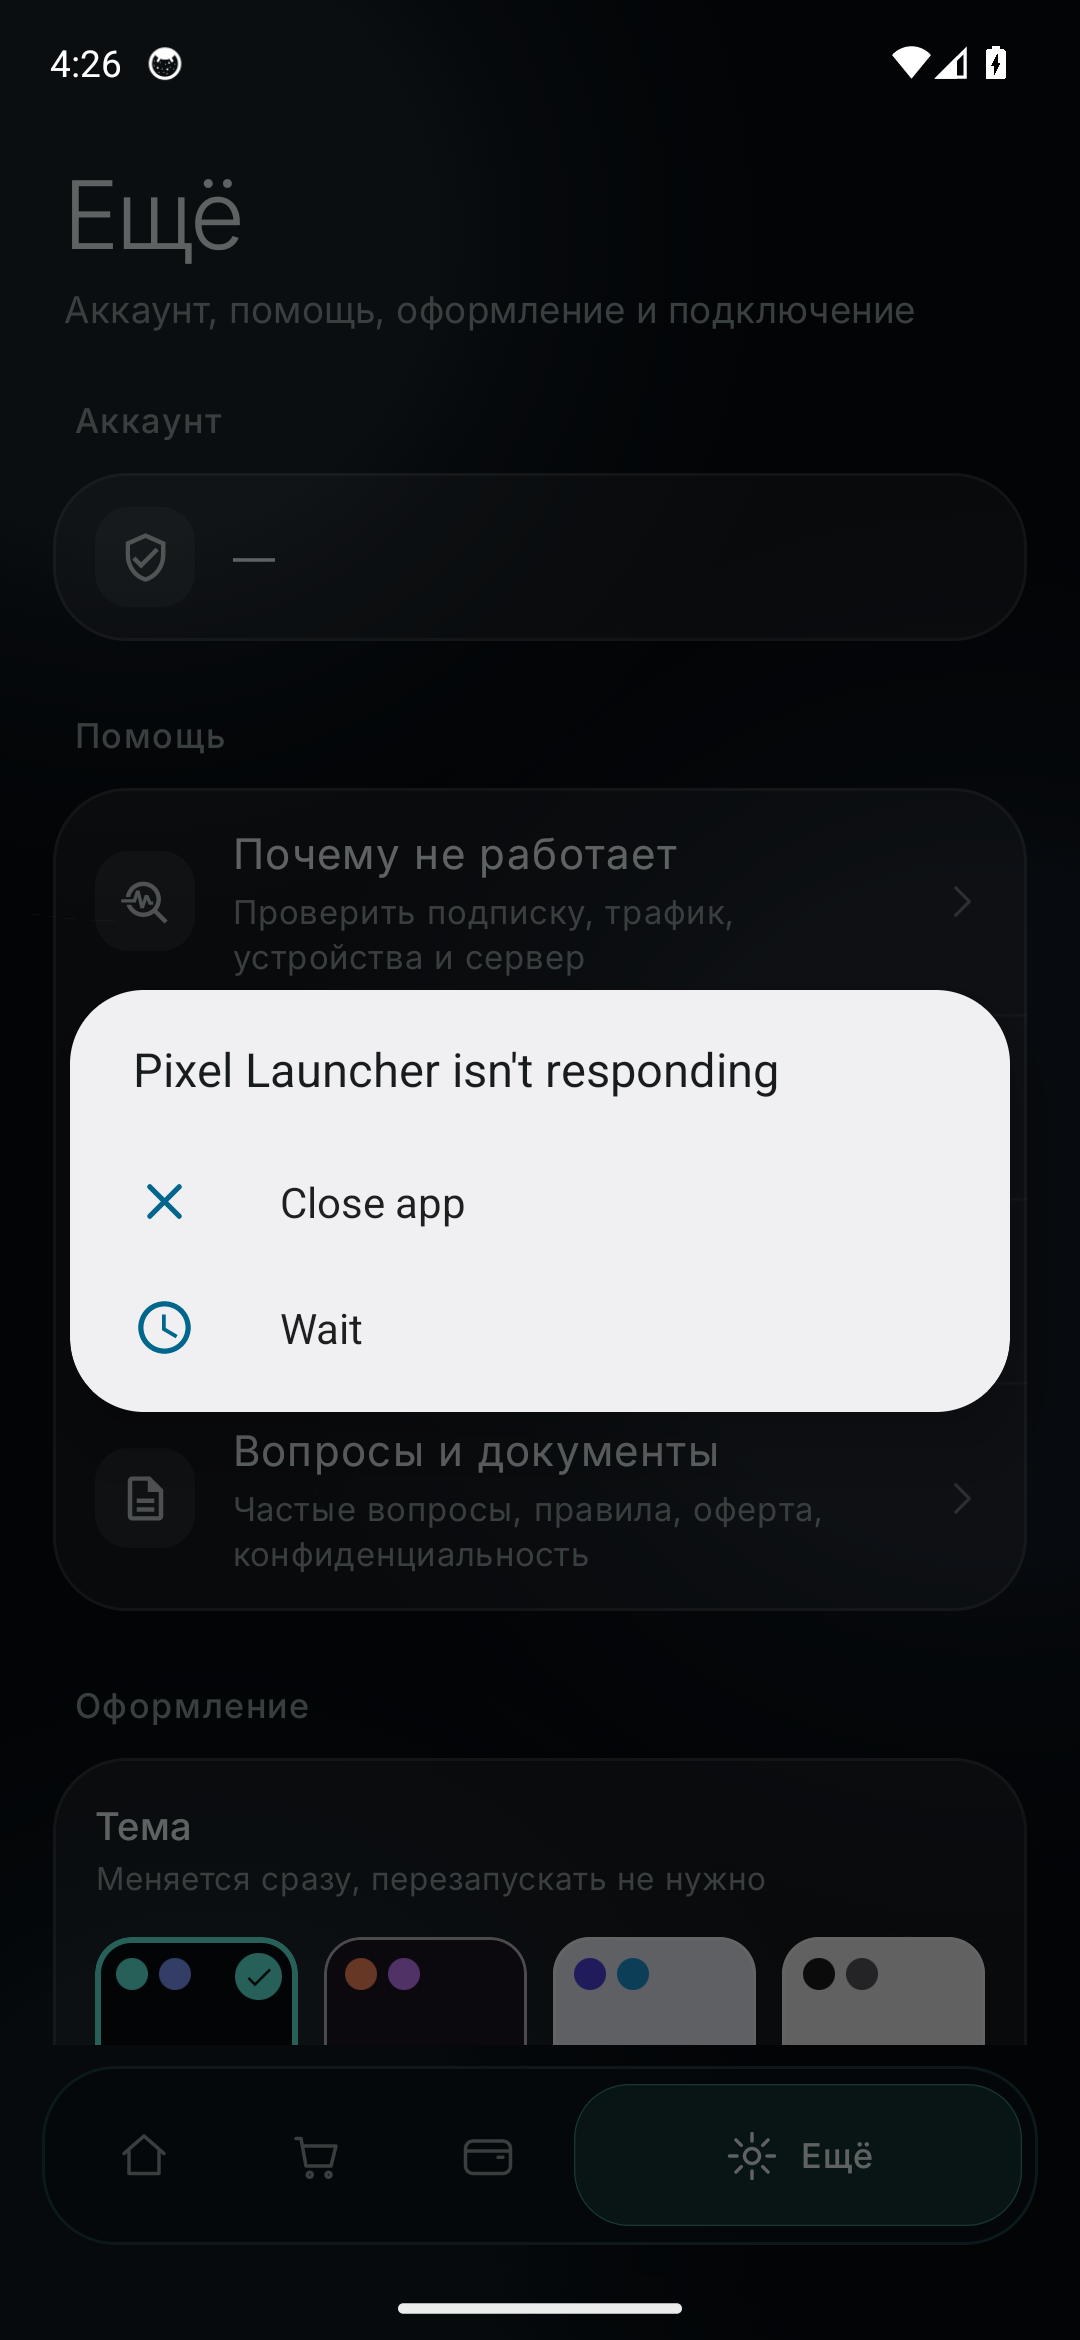 4:26
Ещё
Аккаунт, помощь, оформление и подключение
Аккаунт
—
Помощь
Почему не работает
Проверить подписку, трафик,
устройства и сервер
Pixel Launcher isn't responding
Close app
Wait
Вопросы и документы
Частые вопросы, правила, оферта,
конфиденциальность
Оформление
Тема
Меняется сразу, перезапускать не нужно
Ещё